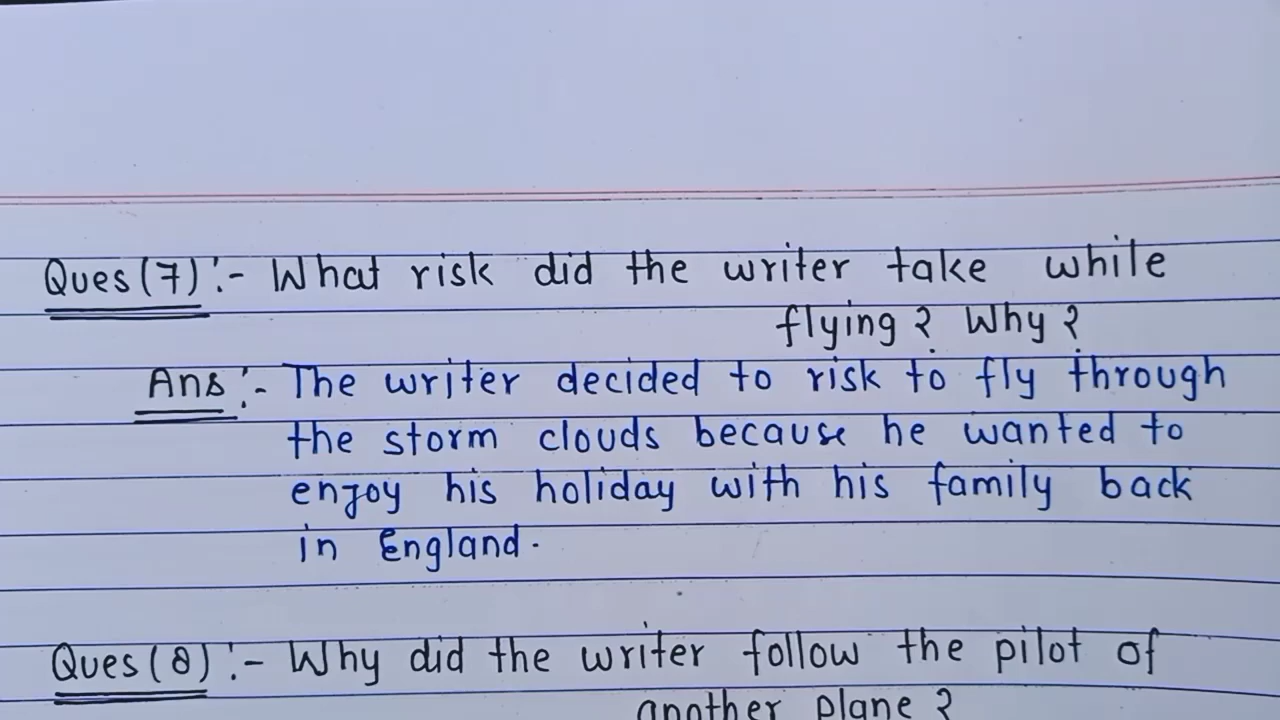 Ques (7) :- What risk did the writer take while
flying ? Why ?
Ans :- The writer decided to risk to fly through
the storm clouds because he wanted to
enjoy his holiday with his family back
in England.
Ques (8) :- Why did the writer follow the pilot of
another plane ?